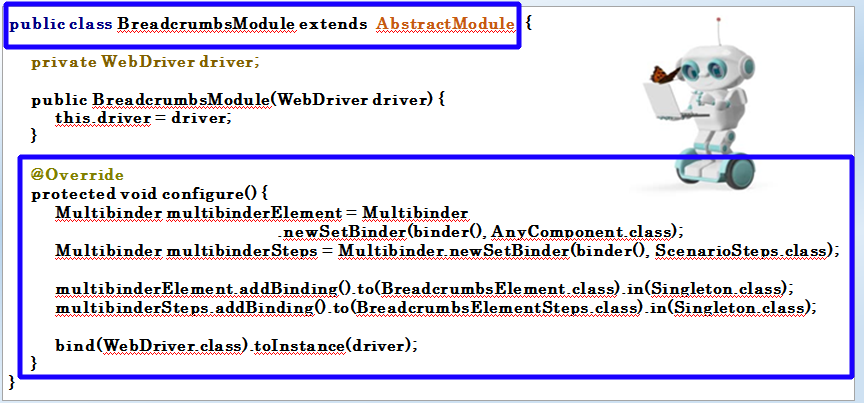 public class BreadcrumbsModule extends AbstractModule {
private WebDriver driver;
public BreadcrumbsModule(WebDriver driver) {
this.driver = driver;
}
@Override
protected void configure() {
Multibinder multibinderElement = Multibinder
.newSetBinder(binder(), AnyComponent.class);
Multibinder multibinderSteps = Multibinder.newSetBinder(binder(), ScenarioSteps.class);
multibinderElement.addBinding().to(BreadcrumbsElement.class).in(Singleton.class);
multibinderSteps.addBinding().to(BreadcrumbsElementSteps.class).in(Singleton.class);
bind(WebDriver.class).toInstance(driver);
}
}